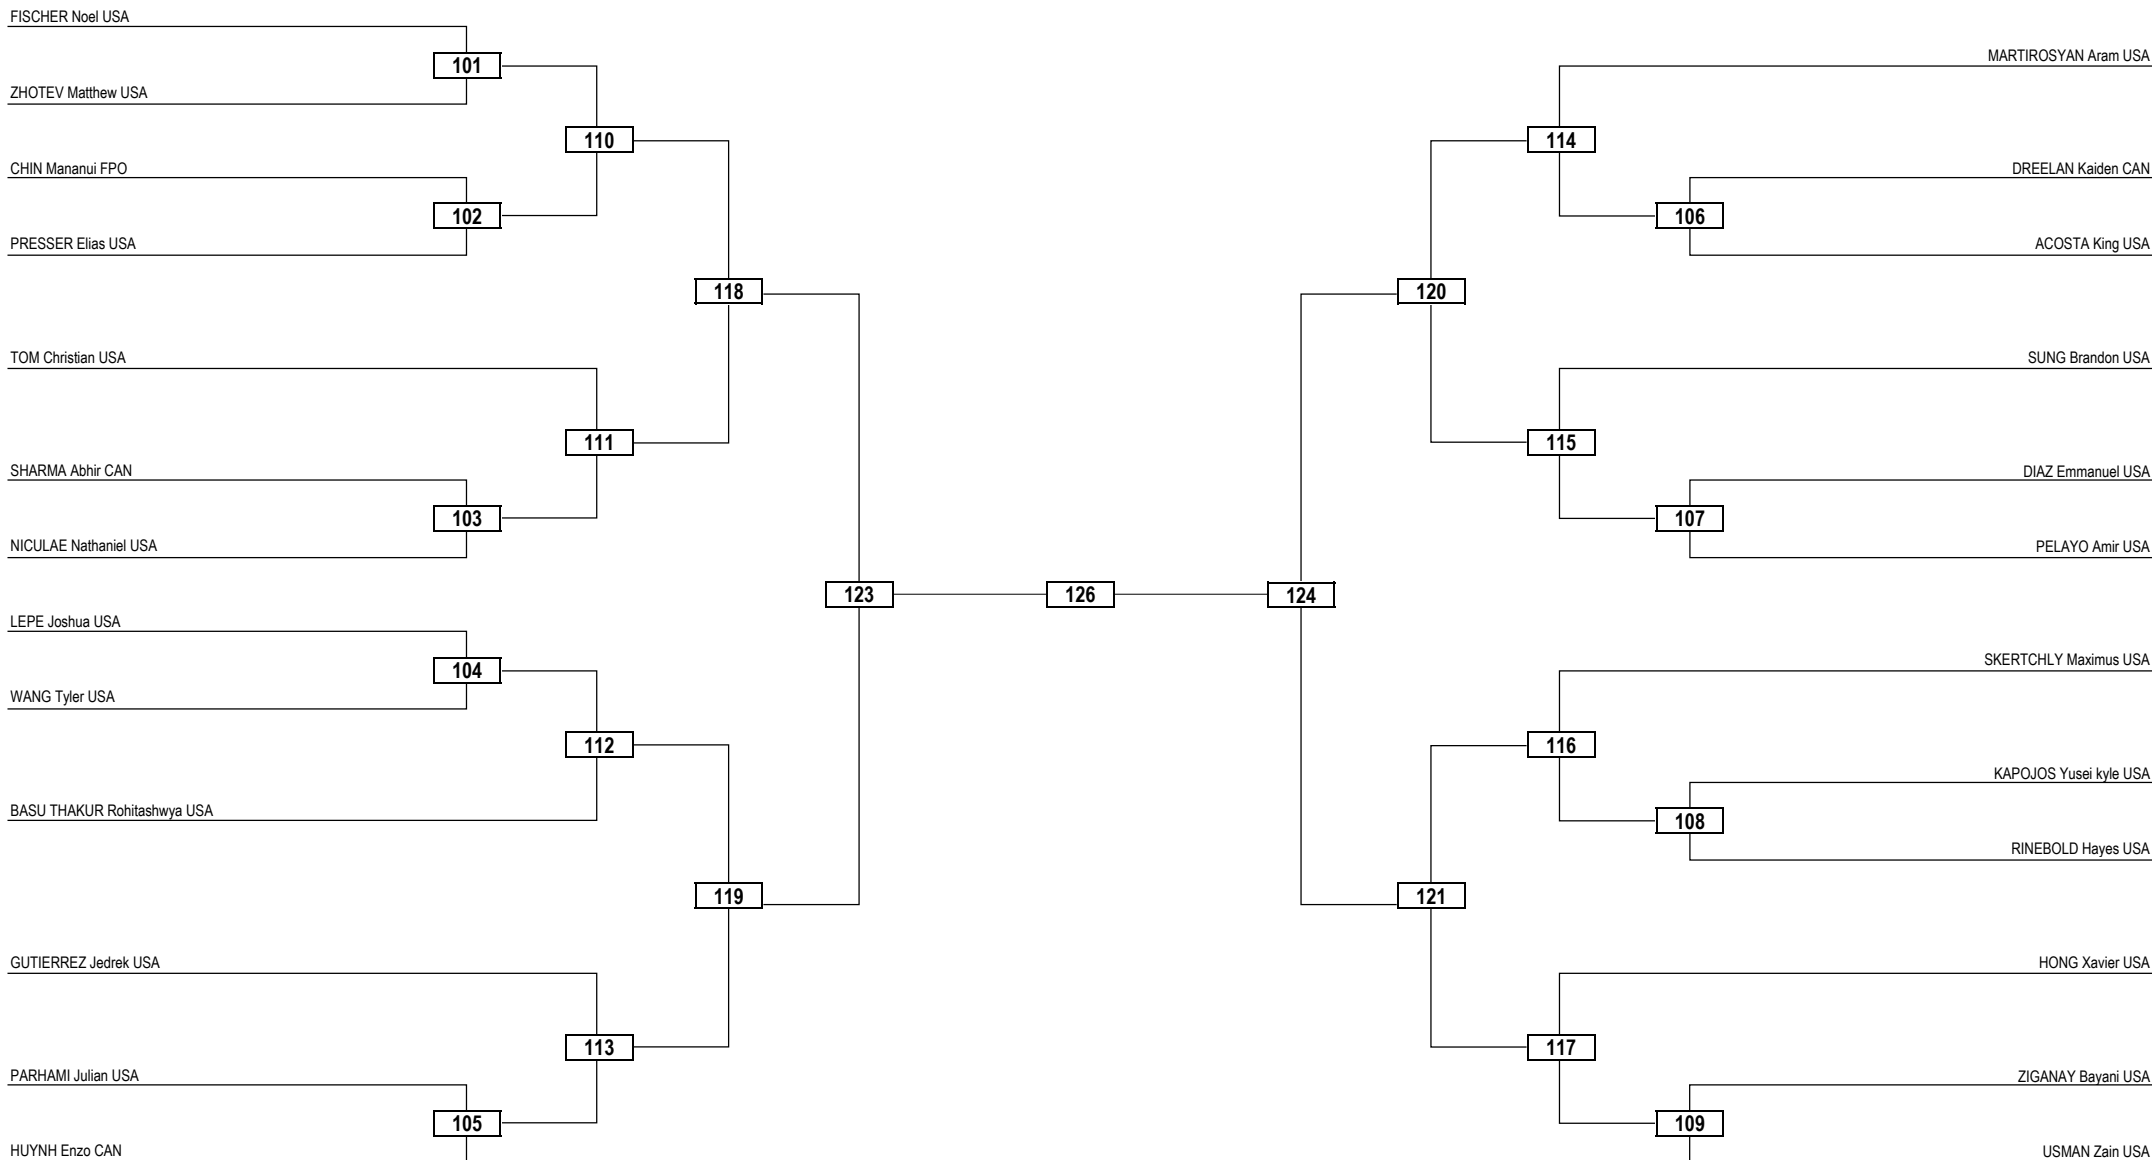 FISCHER Noel USA
101
ZHOTEV Matthew USA
110
CHIN Mananui FPO
102
PRESSER Elias USA
118
TOM Christian USA
111
SHARMA Abhir CAN
103
NICULAE Nathaniel USA
123
LEPE Joshua USA
104
WANG Tyler USA
112
BASU THAKUR Rohitashwya USA
119
GUTIERREZ Jedrek USA
113
PARHAMI Julian USA
105
HUYNH Enzo CAN
126
MARTIROSYAN Aram USA
114
DREELAN Kaiden CAN
106
ACOSTA King USA
120
SUNG Brandon USA
115
DIAZ Emmanuel USA
107
PELAYO Amir USA
124
SKERTCHLY Maximus USA
116
KAPOJOS Yusei kyle USA
108
RINEBOLD Hayes USA
121
HONG Xavier USA
117
ZIGANAY Bayani USA
109
USMAN Zain USA